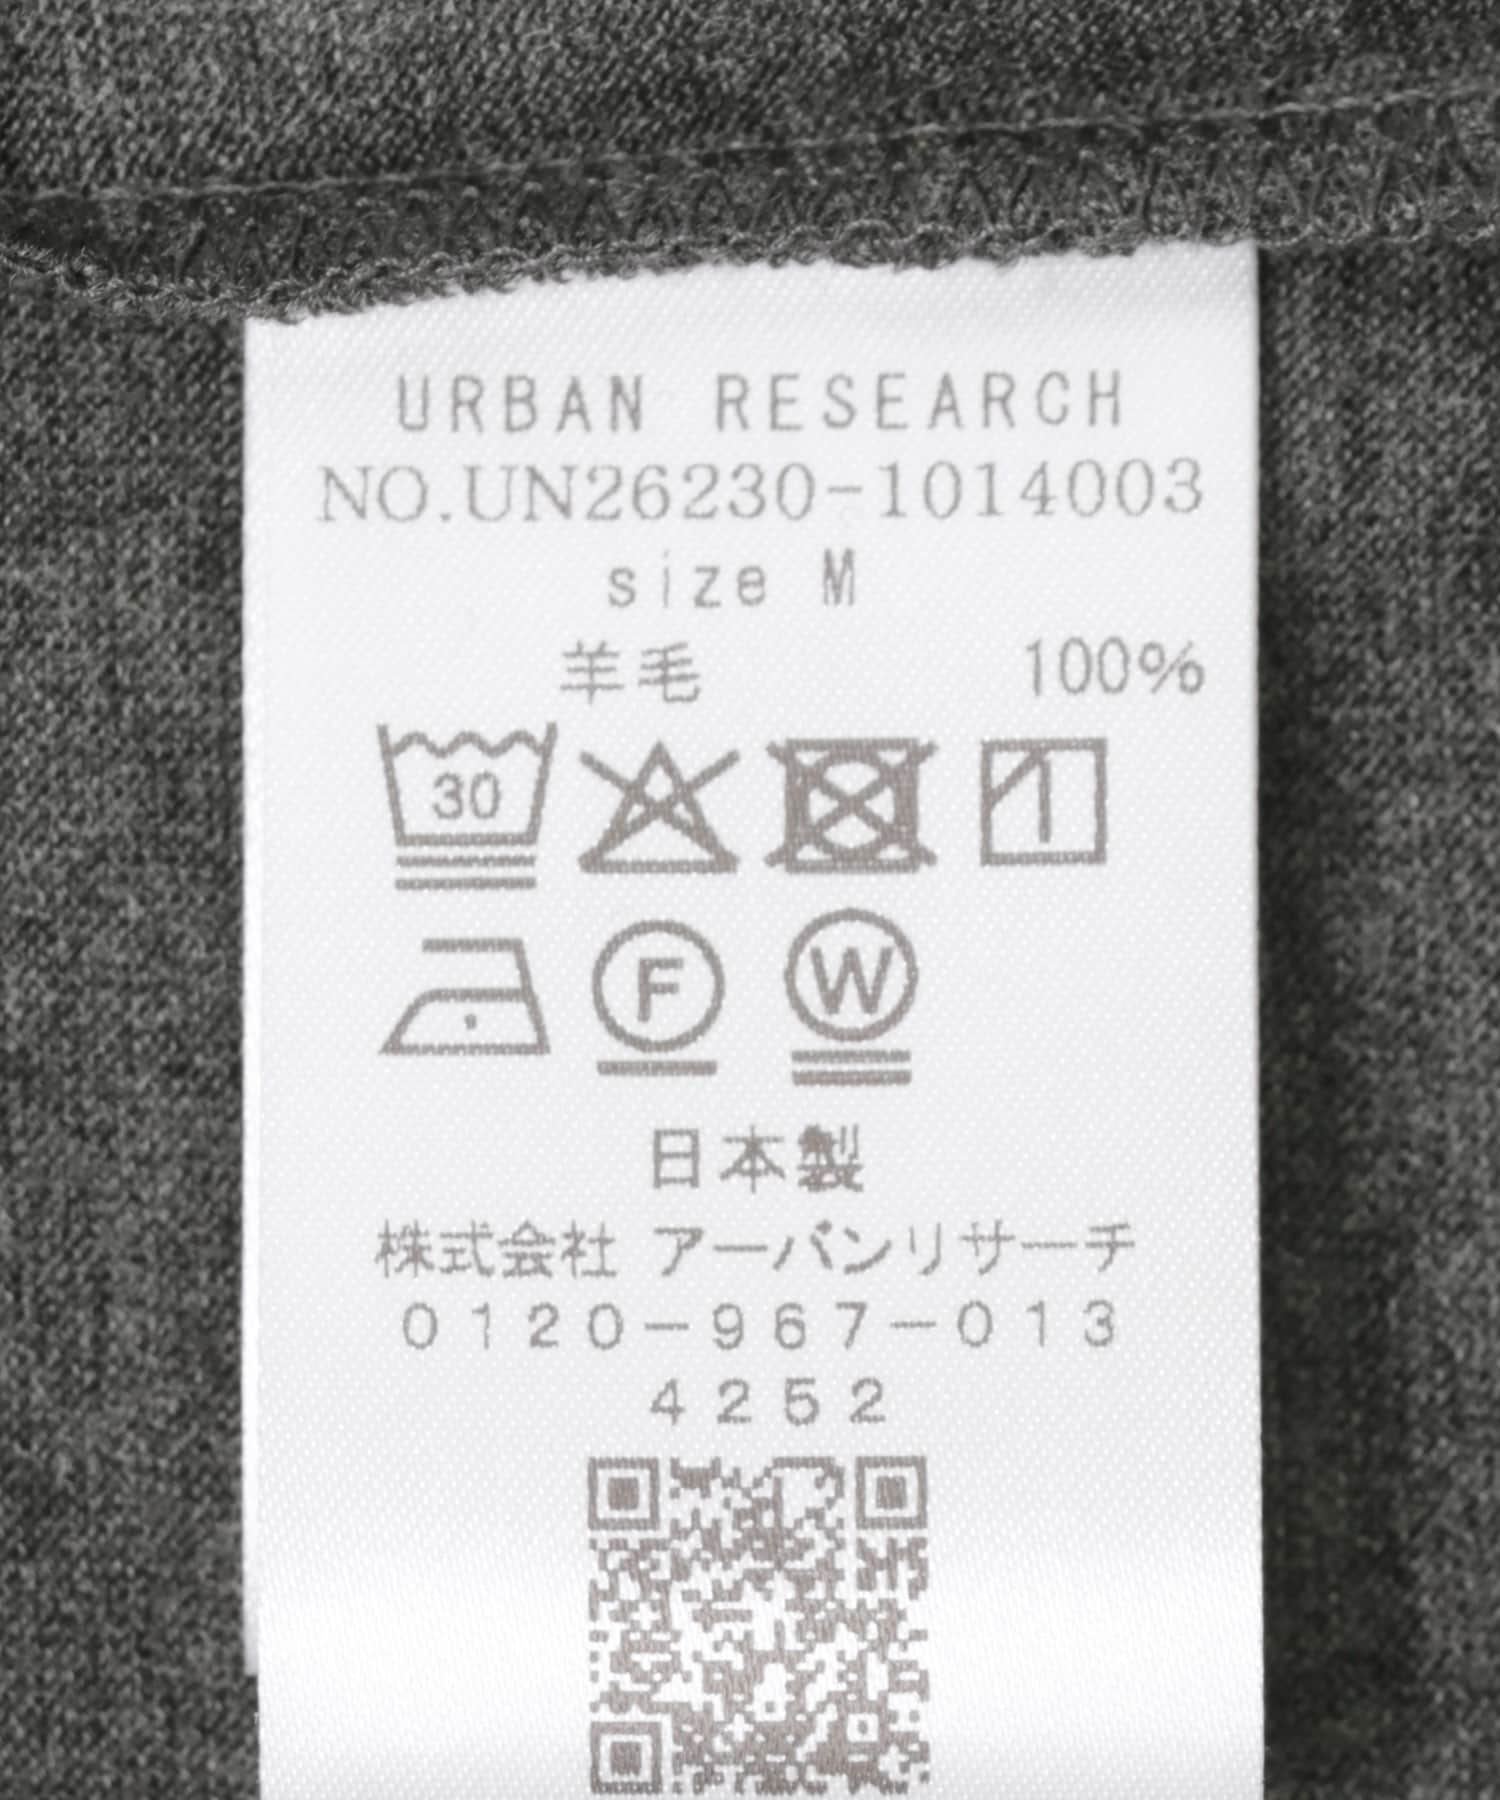 URBAN RESEARCH
NO.UN26230-1014003
size M
羊毛 100%
30
F W
日本製
株式会社 アーバンリサーチ
0120-967-013
4252